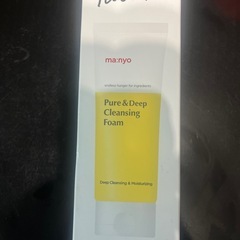 ma:nyo
Pure & Deep
Cleansing
Foam
Deep Cleansing & Moisturizing